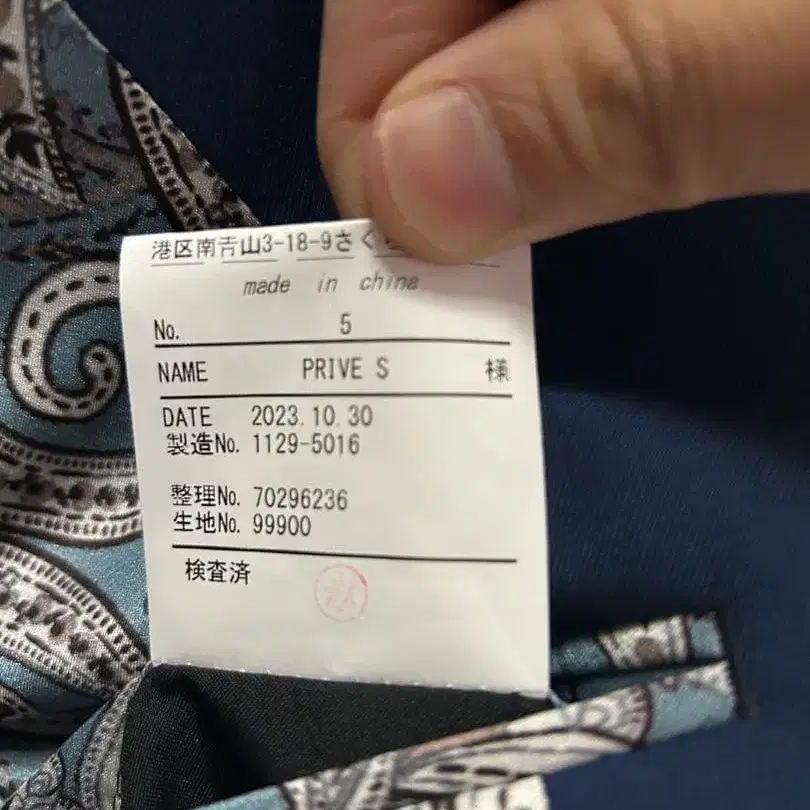 港区南青山3-18-9さく
made in china
No. 5
NAME PRIVE S 様
DATE 2023.10.30
製造No. 1129-5016
整理No. 70296236
生地No. 99900
検査済